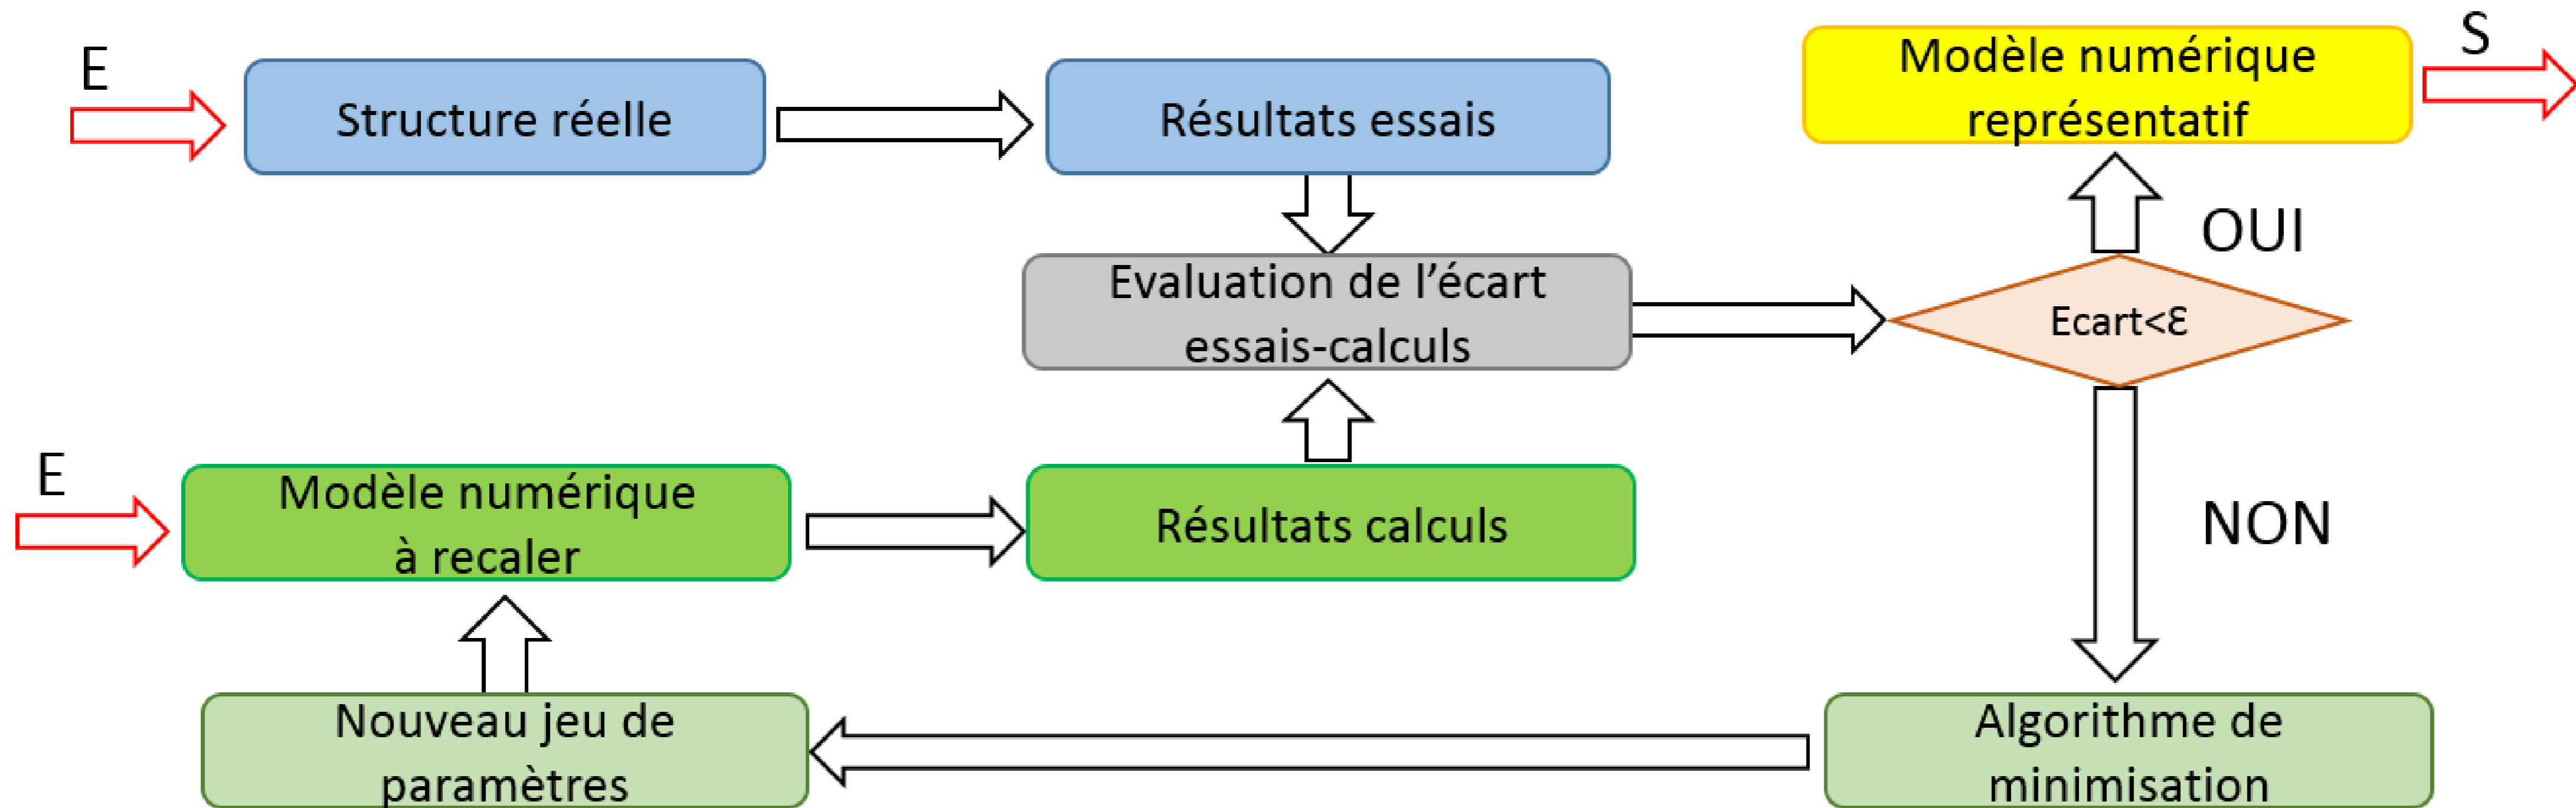 E
Structure réelle
Résultats essais
Modèle numérique
représentatif
S
OUI
Evaluation de l’écart
essais-calculs
Ecart<Ɛ
E
Modèle numérique
à recaler
Résultats calculs
NON
Nouveau jeu de
paramètres
Algorithme de
minimisation